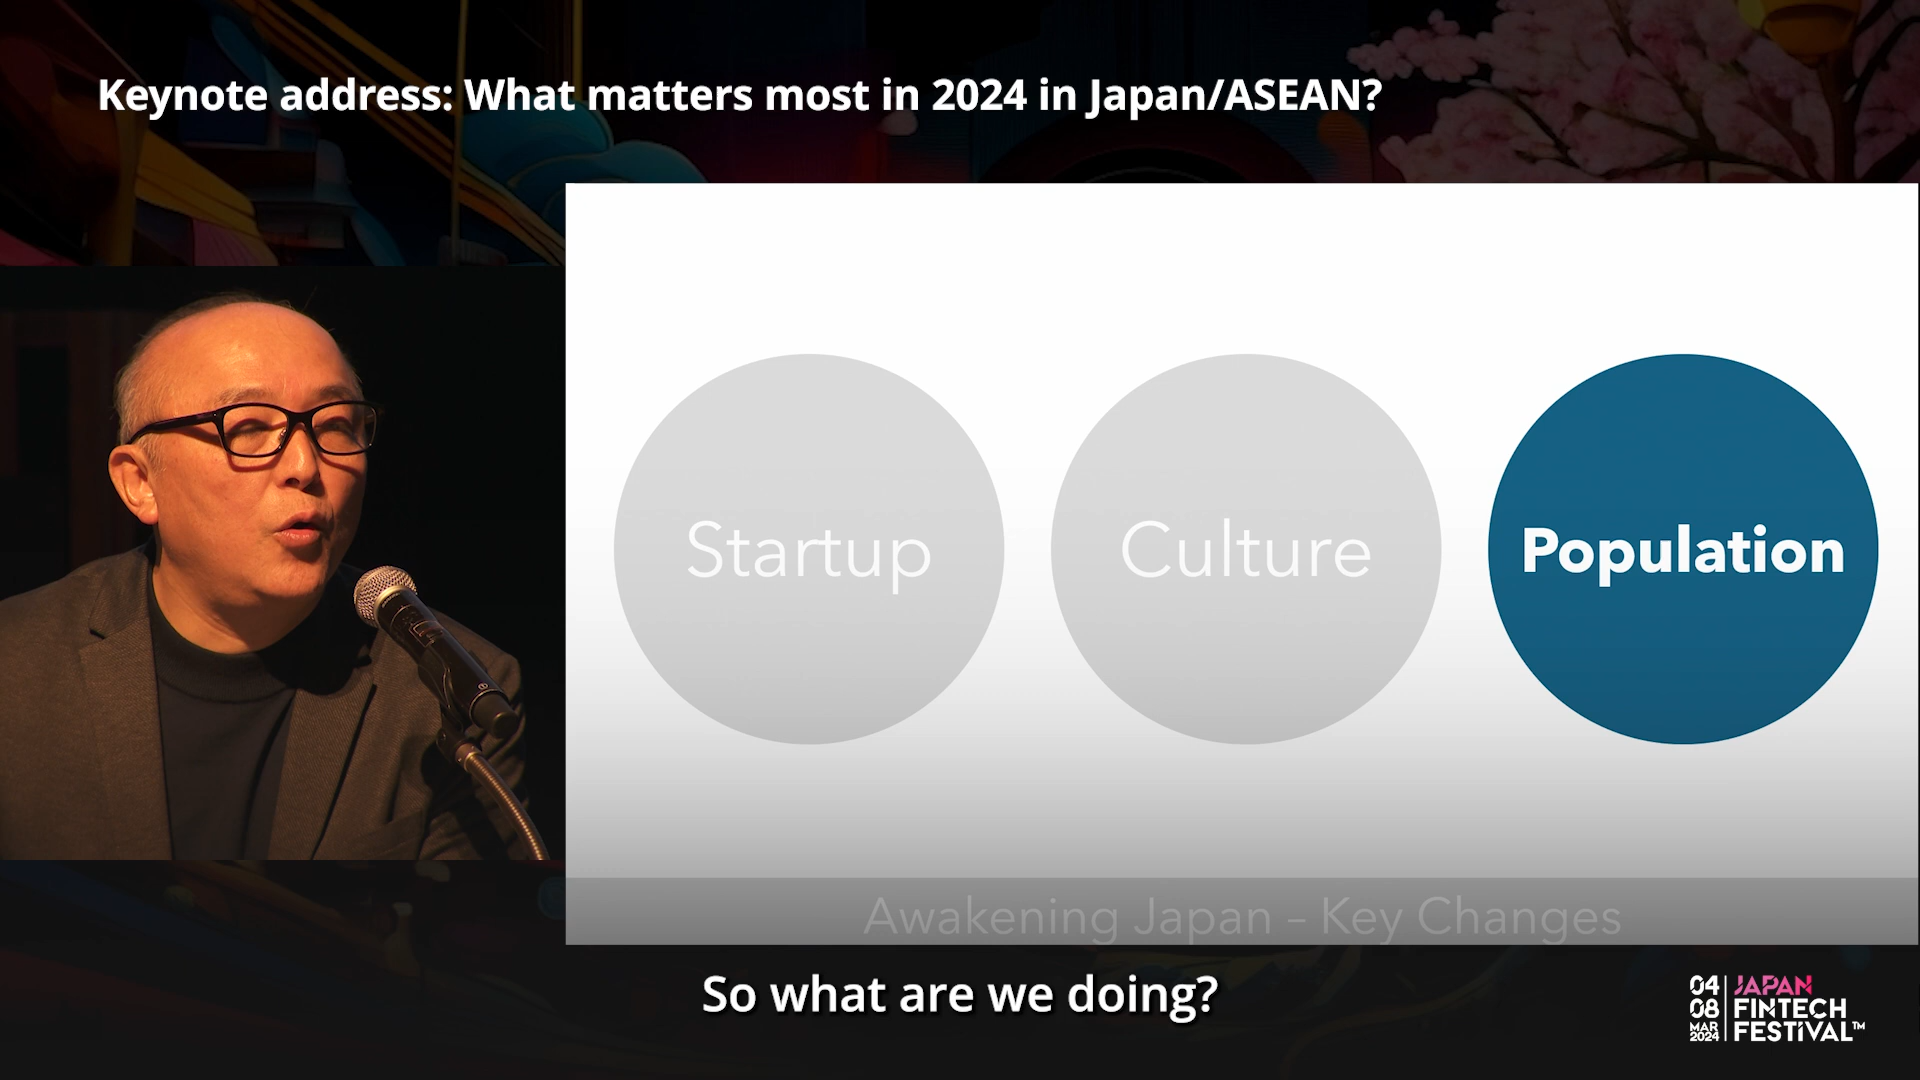 Keynote address: What matters most in 2024 in Japan/ASEAN?
Startup
Culture
Population
Awakening Japan – Key Changes
So what are we doing?
04
08
MAR
2024
JAPAN
FINTECH
FESTIVAL™